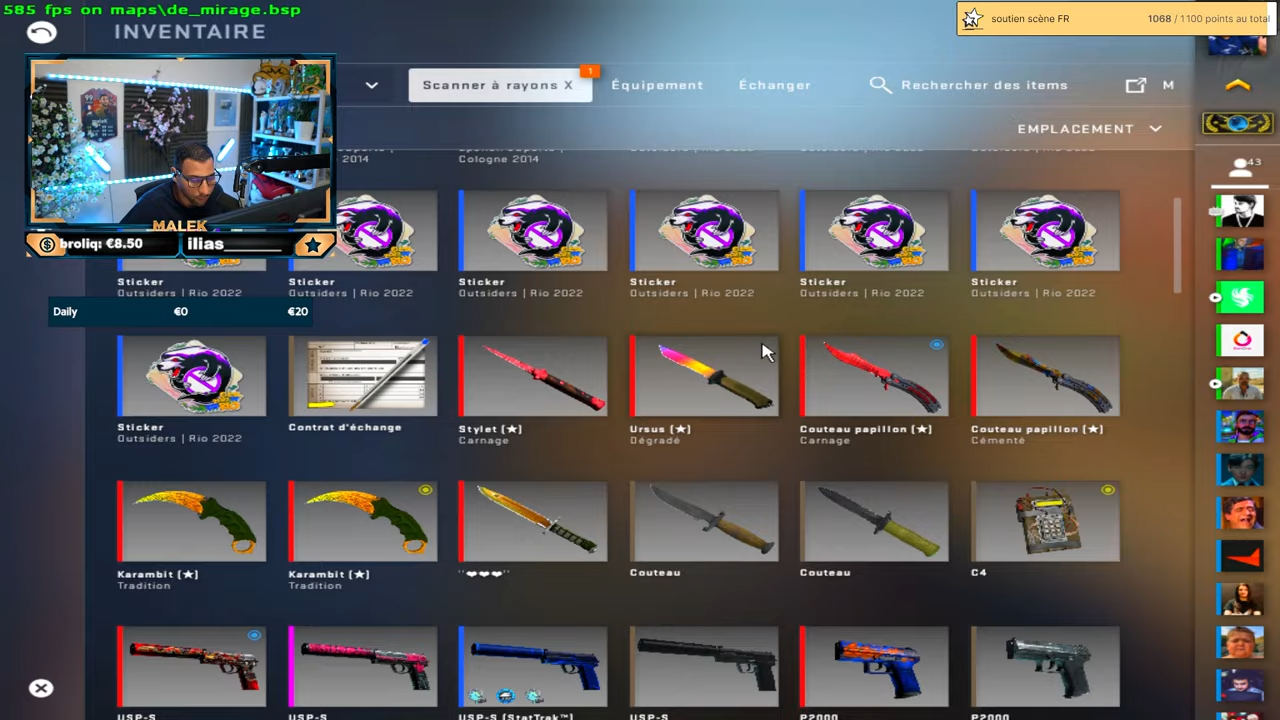 585 fps on maps\de_mirage.bsp
INVENTAIRE
soutien scène FR 1068 / 1100 points au total
Scanner à rayons X 1 Équipement Échanger Rechercher des items M
EMPLACEMENT
Cologne 2014
43
MALEK
broliq: €8.50 ilias
Sticker Sticker Sticker Sticker Sticker Sticker
Outsiders | Rio 2022 Outsiders | Rio 2022 Outsiders | Rio 2022 Outsiders | Rio 2022 Outsiders | Rio 2022 Outsiders | Rio 2022
Daily €0 €20
Sticker Contrat d'échange Stylet (★) Ursus (★) Couteau papillon (★) Couteau papillon (★)
Outsiders | Rio 2022 Carnage Dégradé Carnage Cémenté
Karambit (★) Karambit (★) ''❤❤❤'' Couteau Couteau C4
Tradition Tradition
USP-S USP-S USP-S (StatTrak™) USP-S P2000 P2000